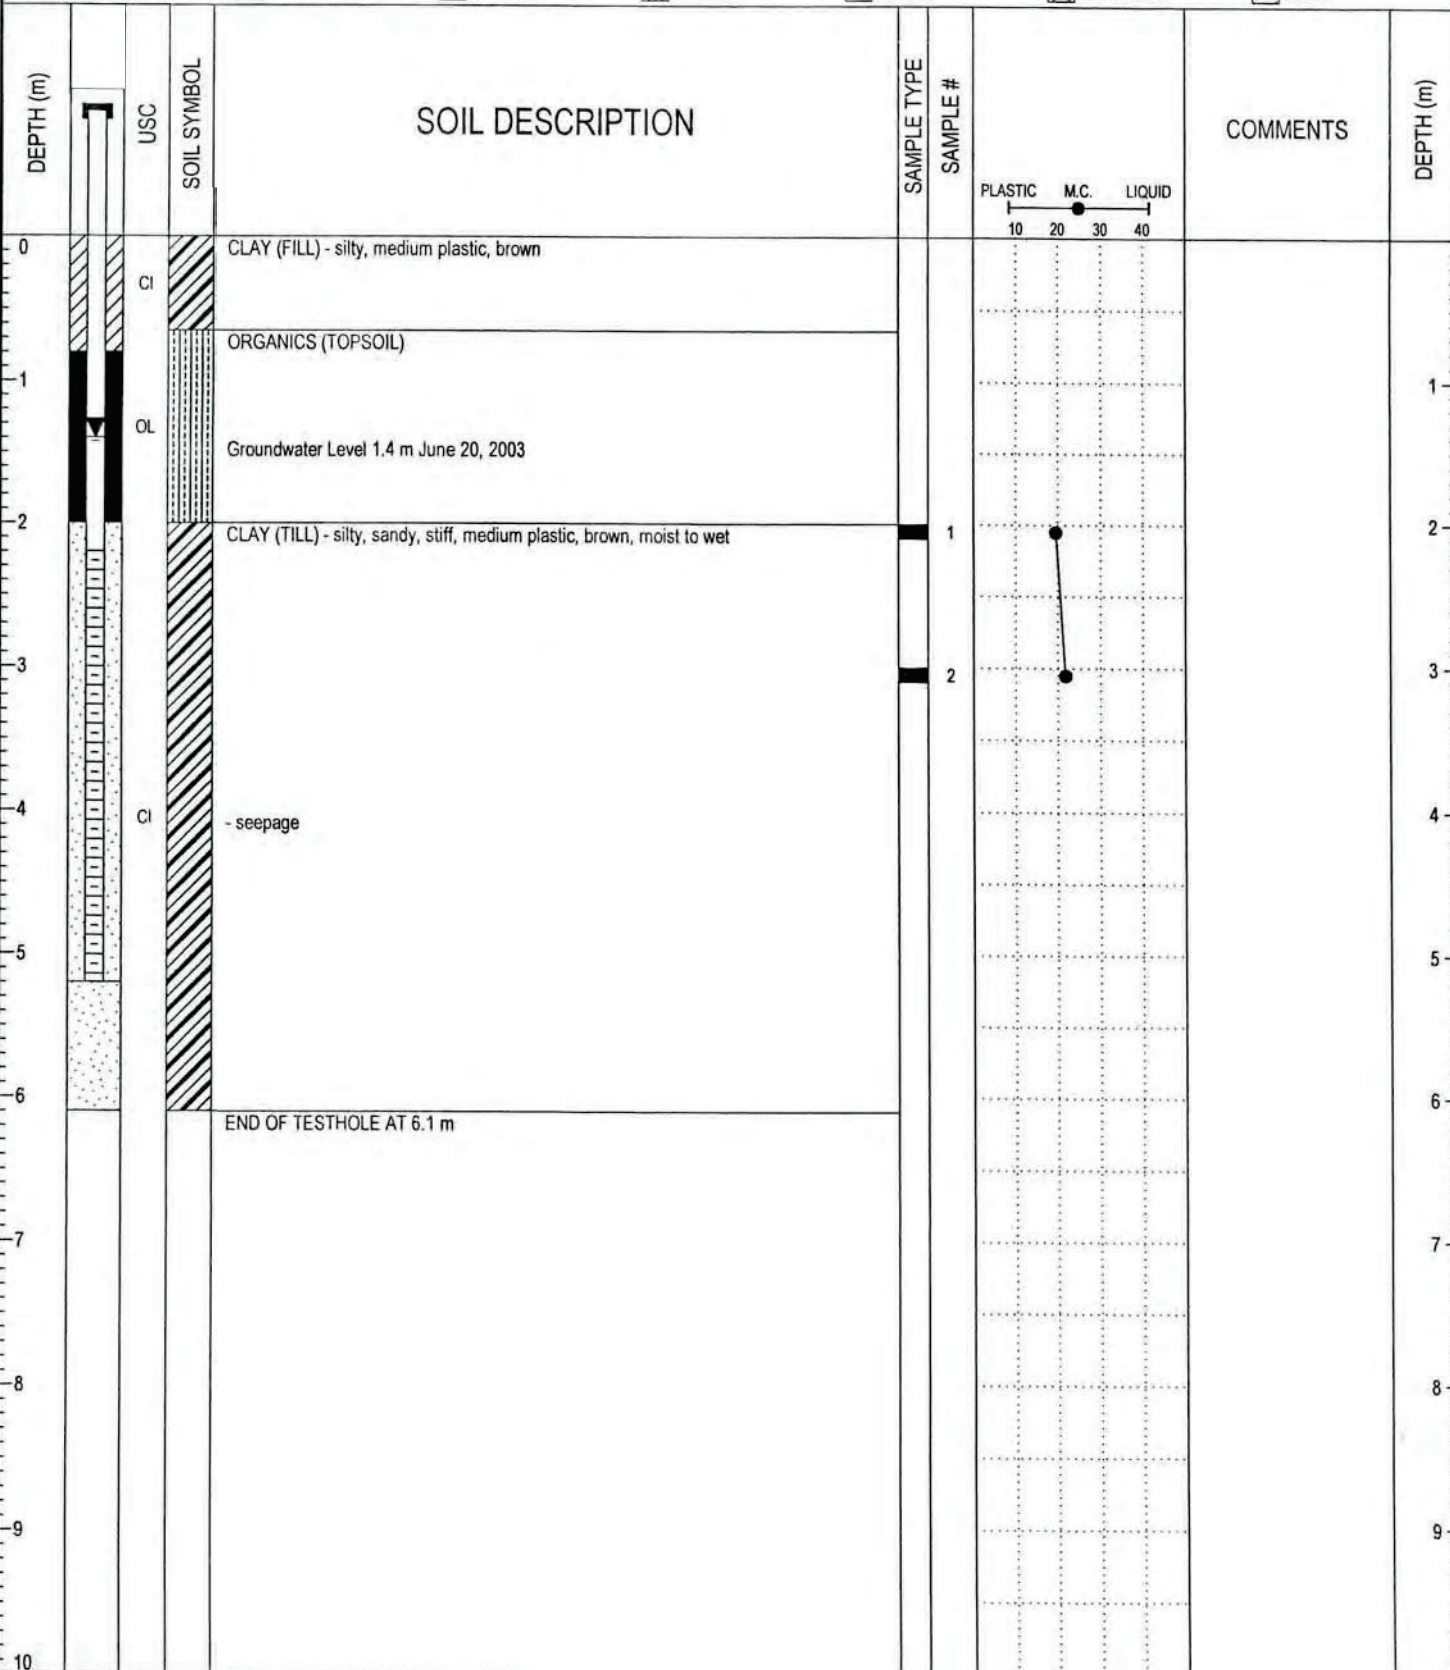 DEPTH (m)
USC
SOIL SYMBOL
SOIL DESCRIPTION
SAMPLE TYPE
SAMPLE #
PLASTIC M.C. LIQUID
10 20 30 40
COMMENTS
DEPTH (m)
0
CI
CLAY (FILL) - silty, medium plastic, brown
ORGANICS (TOPSOIL)
1
1
OL
Groundwater Level 1.4 m June 20, 2003
2
CLAY (TILL) - silty, sandy, stiff, medium plastic, brown, moist to wet
1
2
3
2
3
4
CI
- seepage
4
5
5
6
6
END OF TESTHOLE AT 6.1 m
7
7
8
8
9
9
10